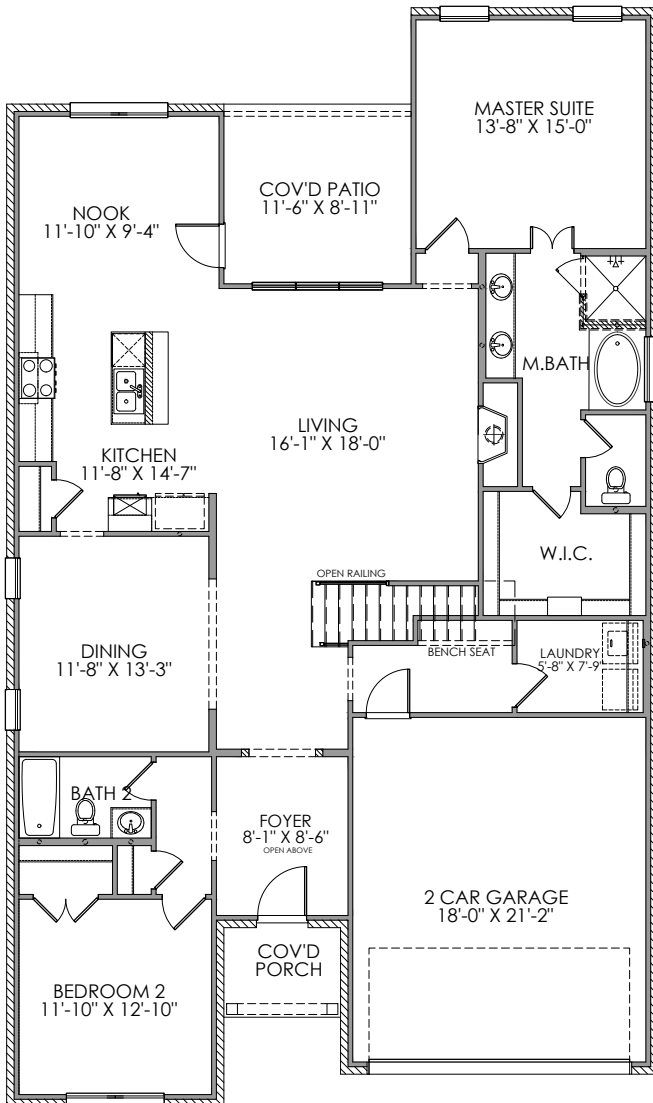 MASTER SUITE
13'-8" X 15'-0"
COV'D PATIO
11'-6" X 8'-11"
NOOK
11'-10" X 9'-4"
M.BATH
LIVING
16'-1" X 18'-0"
KITCHEN
11'-8" X 14'-7"
W.I.C.
OPEN RAILING
DINING
11'-8" X 13'-3"
BENCH SEAT
LAUNDRY
5'-8" X 7'-9"
BATH 2
FOYER
8'-1" X 8'-6"
OPEN ABOVE
2 CAR GARAGE
18'-0" X 21'-2"
COV'D
PORCH
BEDROOM 2
11'-10" X 12'-10"